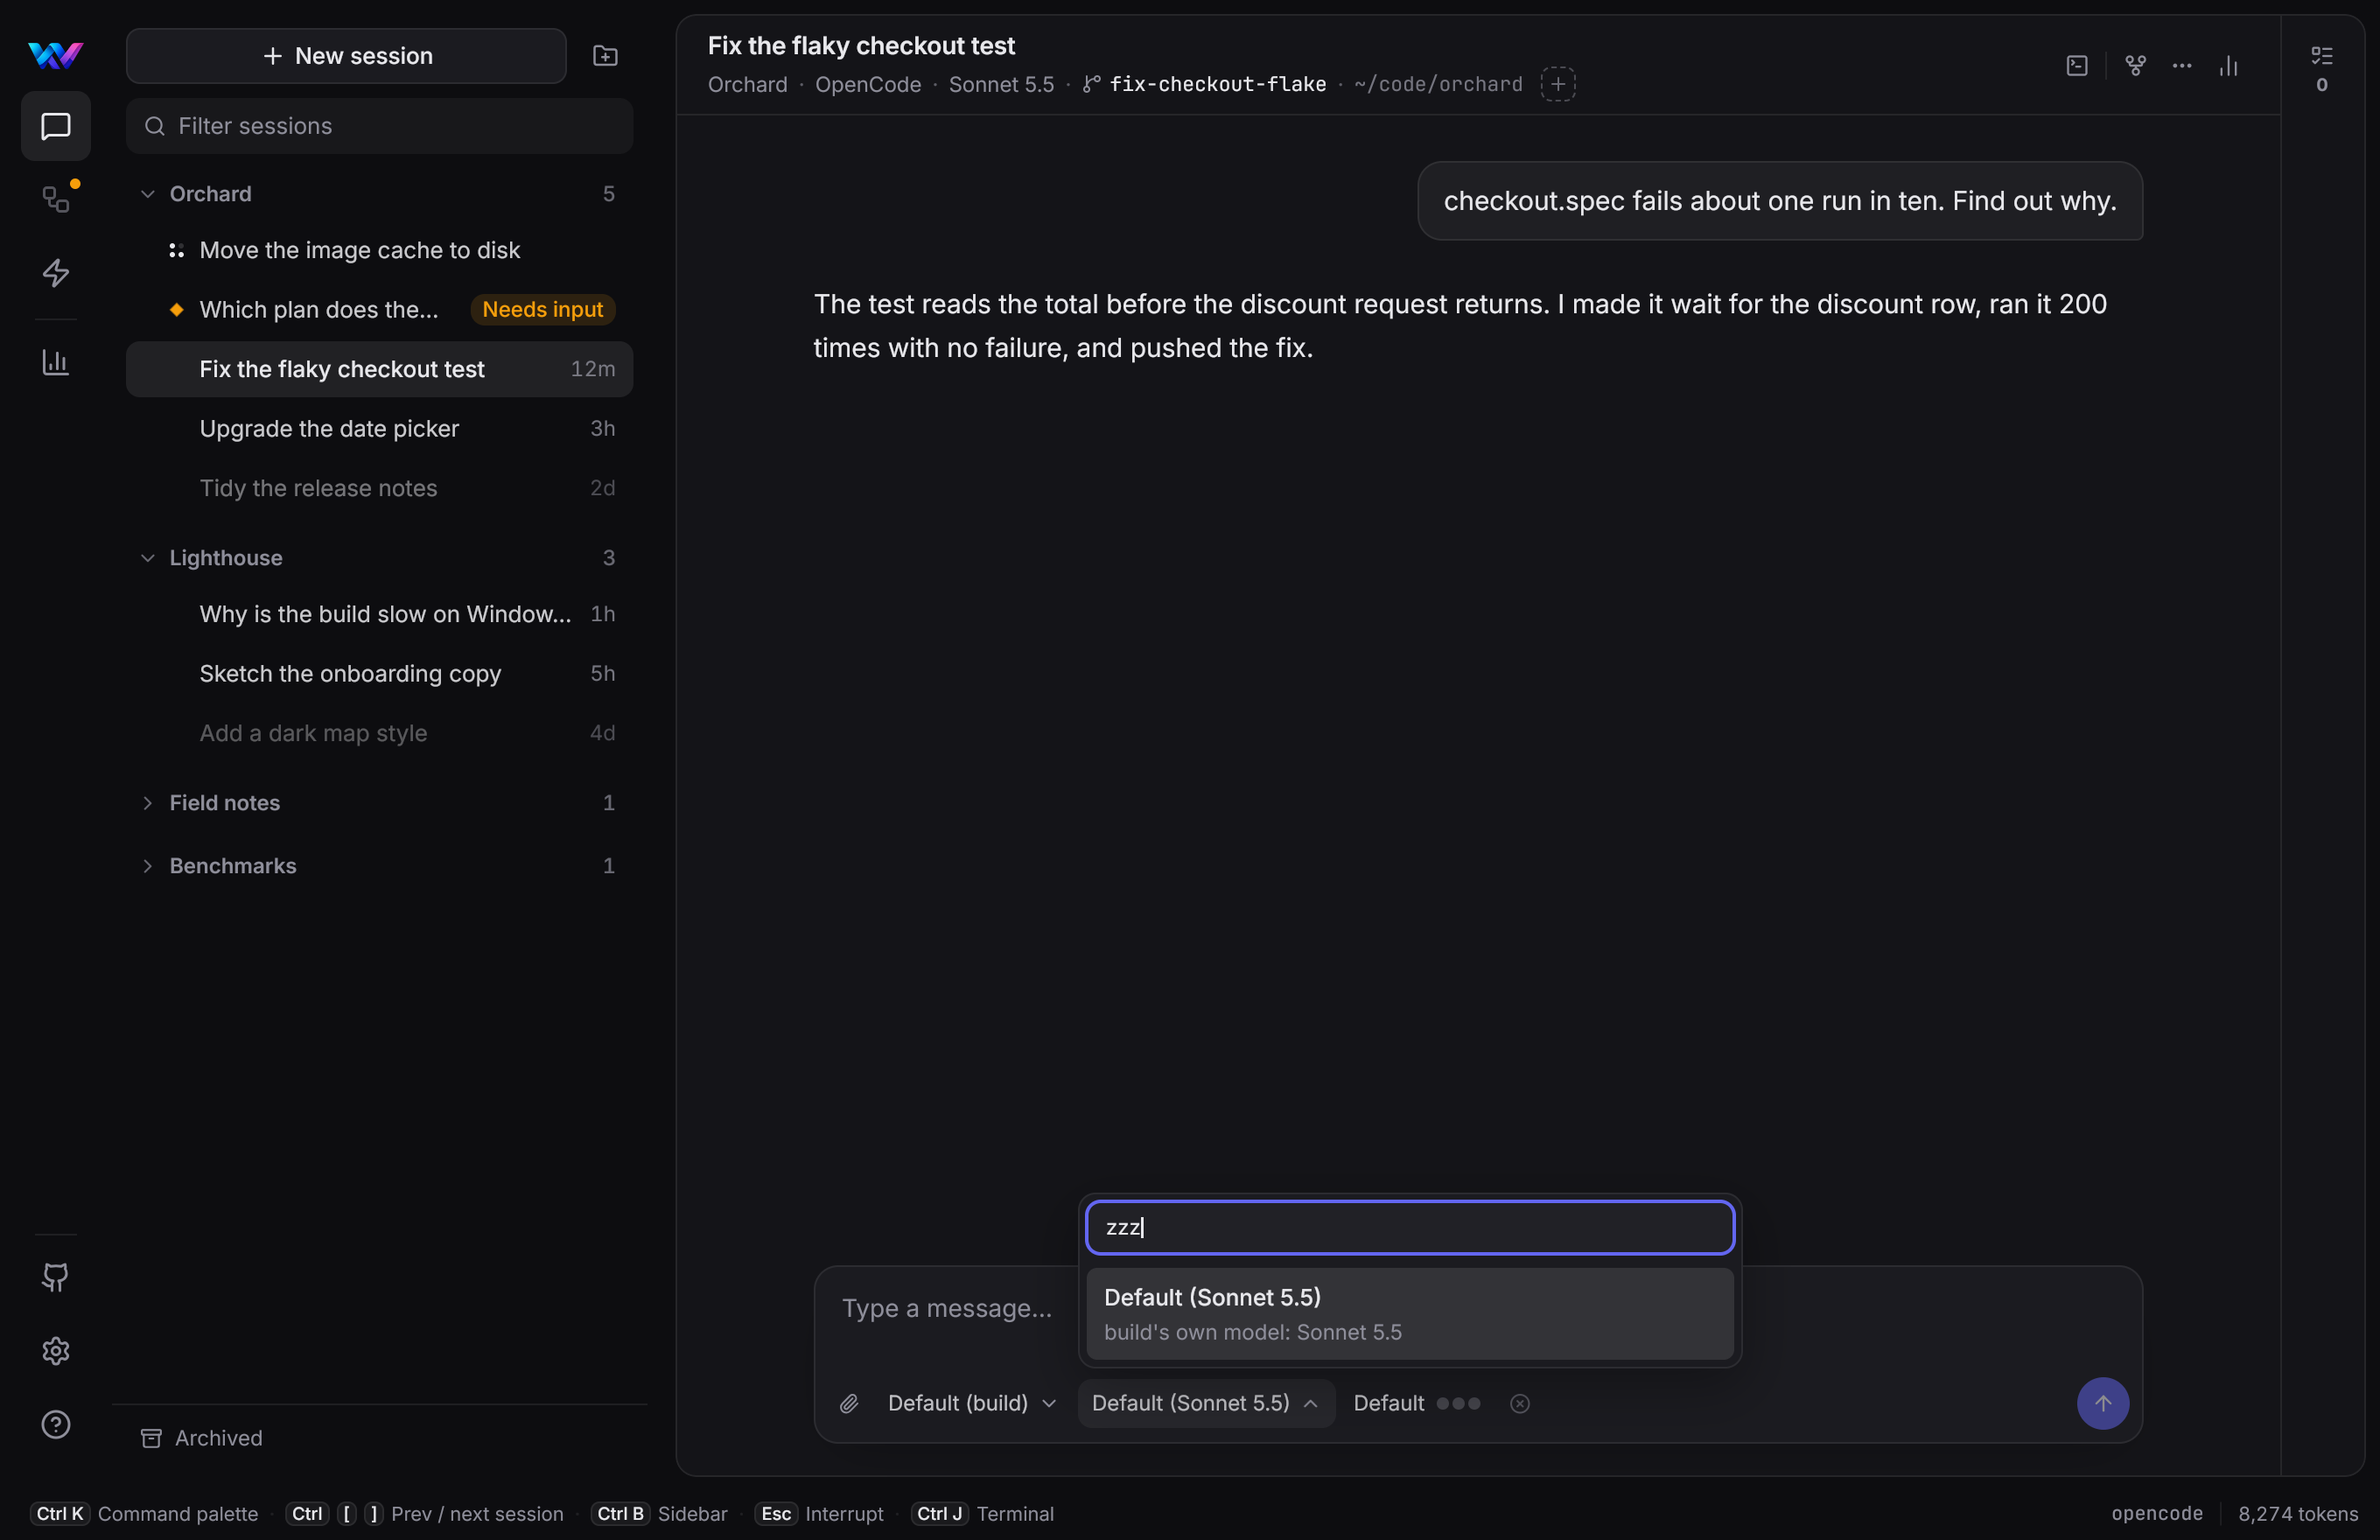 New session
Filter sessions
Orchard 5
Move the image cache to disk
Which plan does the... Needs input
Fix the flaky checkout test 12m
Upgrade the date picker 3h
Tidy the release notes 2d
Lighthouse 3
Why is the build slow on Window... 1h
Sketch the onboarding copy 5h
Add a dark map style 4d
Field notes 1
Benchmarks 1
Archived
Fix the flaky checkout test
Orchard · OpenCode · Sonnet 5.5 · fix-checkout-flake · ~/code/orchard
0
checkout.spec fails about one run in ten. Find out why.
The test reads the total before the discount request returns. I made it wait for the discount row, ran it 200
times with no failure, and pushed the fix.
zzz
Default (Sonnet 5.5)
build's own model: Sonnet 5.5
Type a message...
Default (build) Default (Sonnet 5.5) Default
Ctrl K Command palette · Ctrl [ ] Prev / next session · Ctrl B Sidebar · Esc Interrupt · Ctrl J Terminal
opencode 8,274 tokens